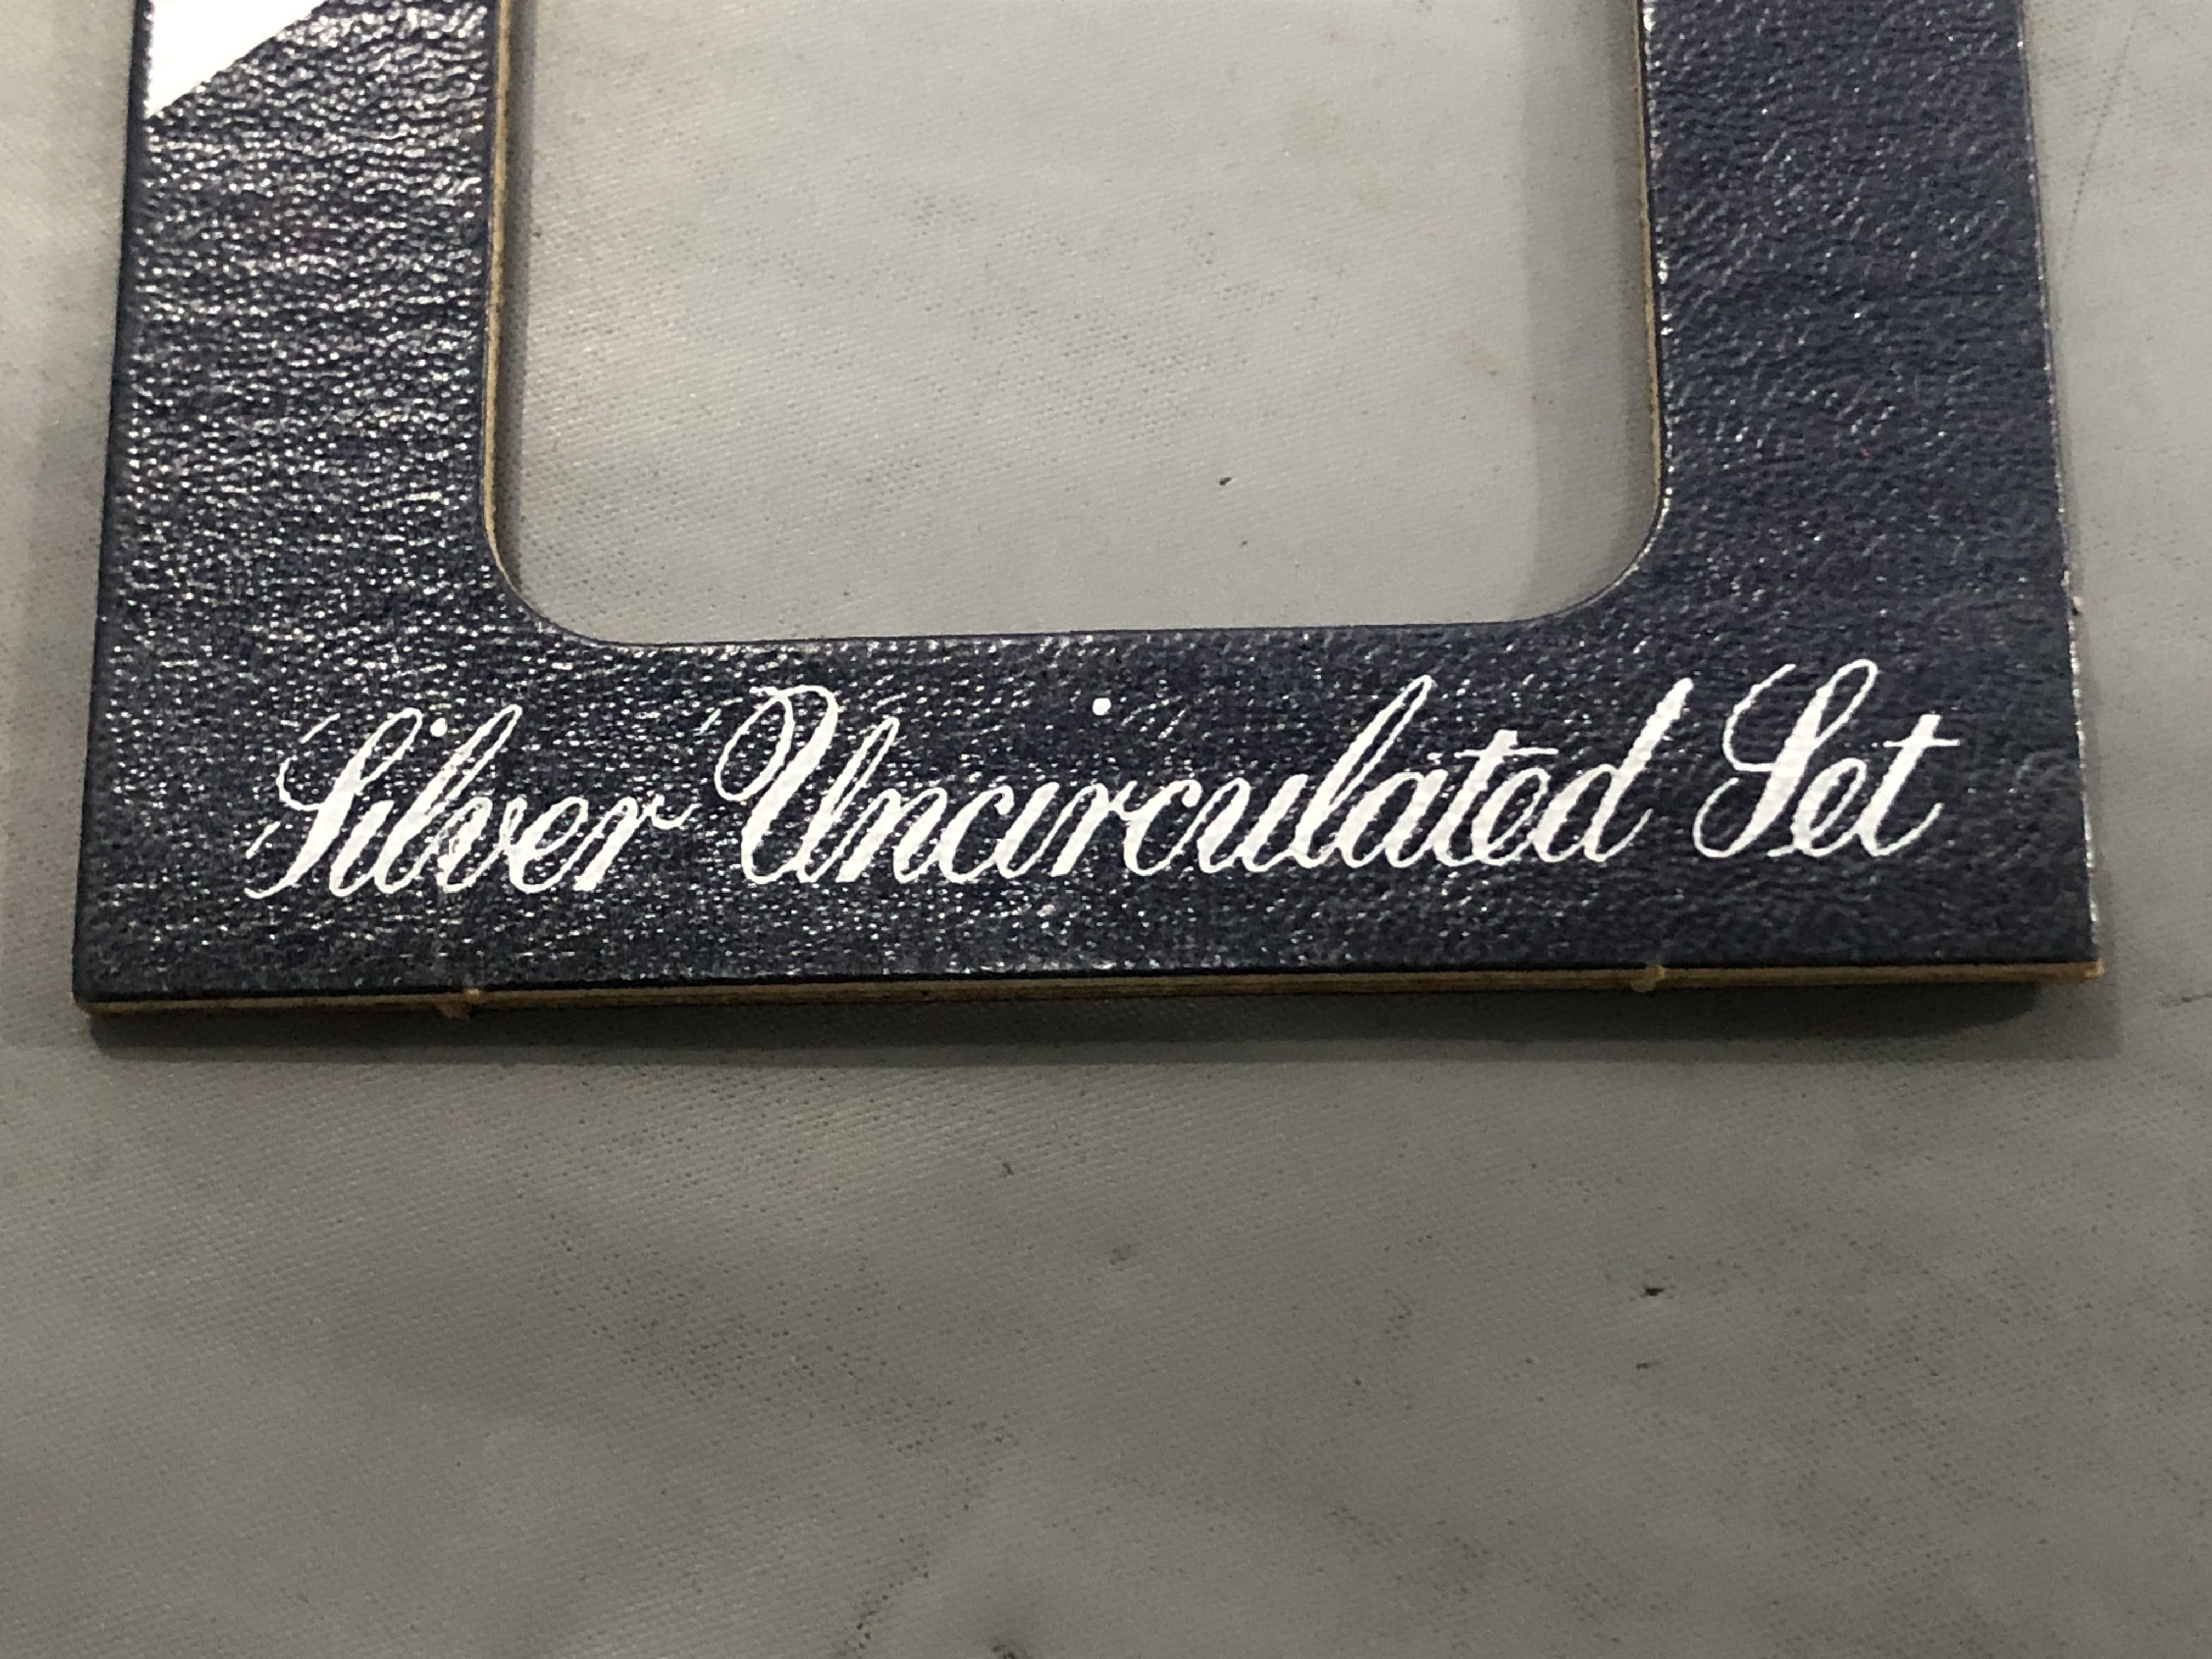 Silver Uncirculated Set